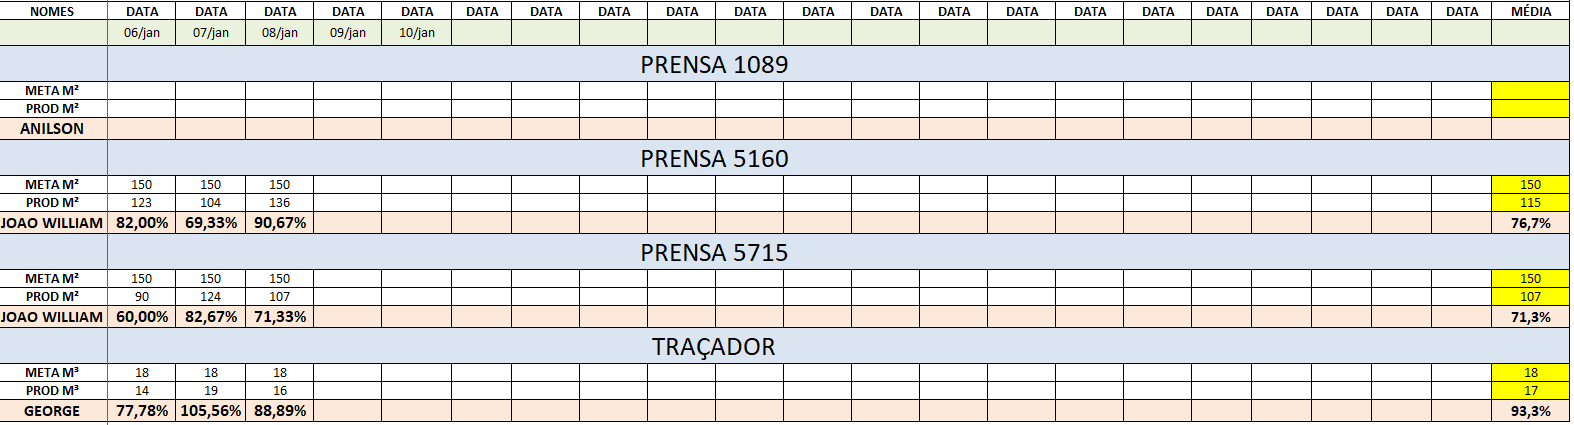 NOMES DATA DATA DATA DATA DATA DATA DATA DATA DATA DATA DATA DATA DATA DATA DATA DATA DATA DATA DATA DATA DATA MÉDIA
06/jan 07/jan 08/jan 09/jan 10/jan
PRENSA 1089
META M²
PROD M²
ANILSON
PRENSA 5160
META M² 150 150 150 150
PROD M² 123 104 136 115
JOAO WILLIAM 82,00% 69,33% 90,67% 76,7%
PRENSA 5715
META M² 150 150 150 150
PROD M² 90 124 107 107
JOAO WILLIAM 60,00% 82,67% 71,33% 71,3%
TRAÇADOR
META M³ 18 18 18 18
PROD M³ 14 19 16 17
GEORGE 77,78% 105,56% 88,89% 93,3%